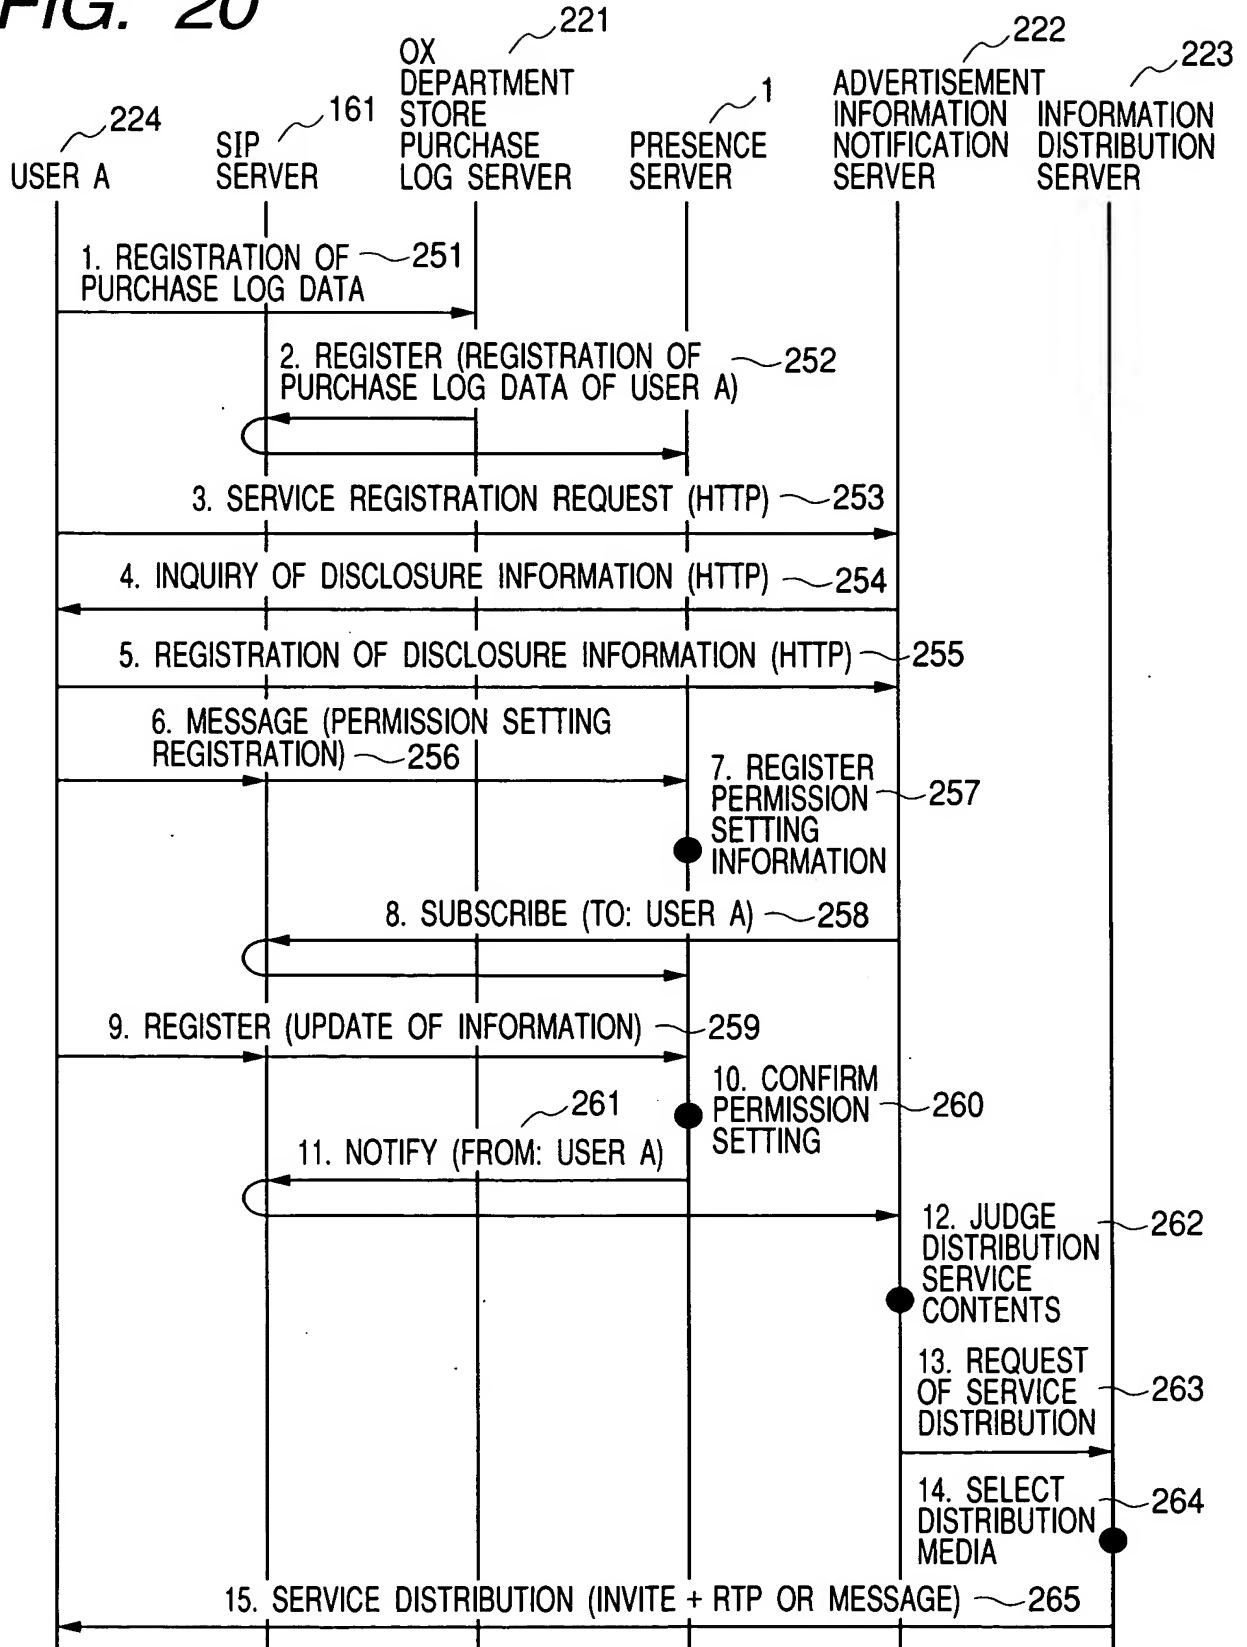 FIG. 20
224
USER A
161
SIP
SERVER
221
OX
DEPARTMENT
STORE
PURCHASE
LOG SERVER
1
PRESENCE
SERVER
222
ADVERTISEMENT
INFORMATION
NOTIFICATION
SERVER
223
INFORMATION
DISTRIBUTION
SERVER
1. REGISTRATION OF 251
PURCHASE LOG DATA
2. REGISTER (REGISTRATION OF 252
PURCHASE LOG DATA OF USER A)
3. SERVICE REGISTRATION REQUEST (HTTP) 253
4. INQUIRY OF DISCLOSURE INFORMATION (HTTP) 254
5. REGISTRATION OF DISCLOSURE INFORMATION (HTTP) 255
6. MESSAGE (PERMISSION SETTING
REGISTRATION) 256
7. REGISTER
PERMISSION 257
SETTING
INFORMATION
8. SUBSCRIBE (TO: USER A) 258
9. REGISTER (UPDATE OF INFORMATION) 259
10. CONFIRM
PERMISSION 260
SETTING
261
11. NOTIFY (FROM: USER A)
12. JUDGE 262
DISTRIBUTION
SERVICE
CONTENTS
13. REQUEST
OF SERVICE 263
DISTRIBUTION
14. SELECT 264
DISTRIBUTION
MEDIA
15. SERVICE DISTRIBUTION (INVITE + RTP OR MESSAGE) 265